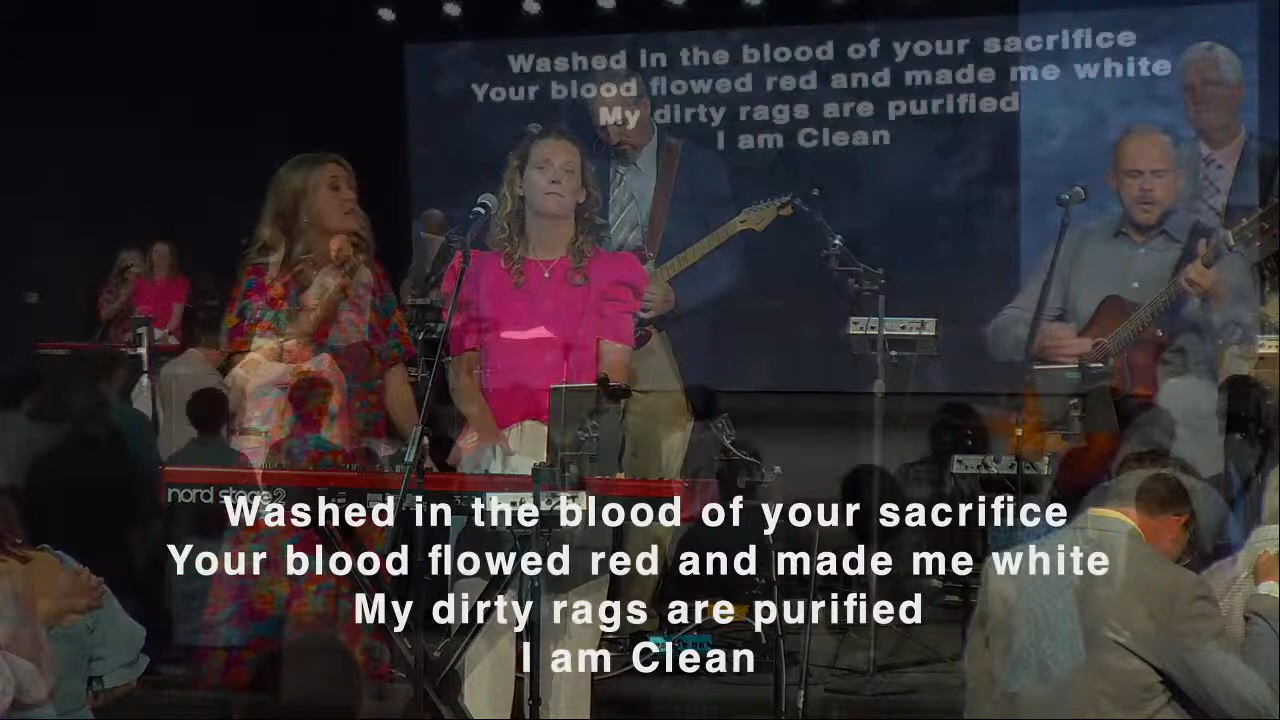 Washed in the blood of your sacrifice
Your blood flowed red and made me white
My dirty rags are purified
I am Clean
nord stage 2
Washed in the blood of your sacrifice
Your blood flowed red and made me white
My dirty rags are purified
I am Clean